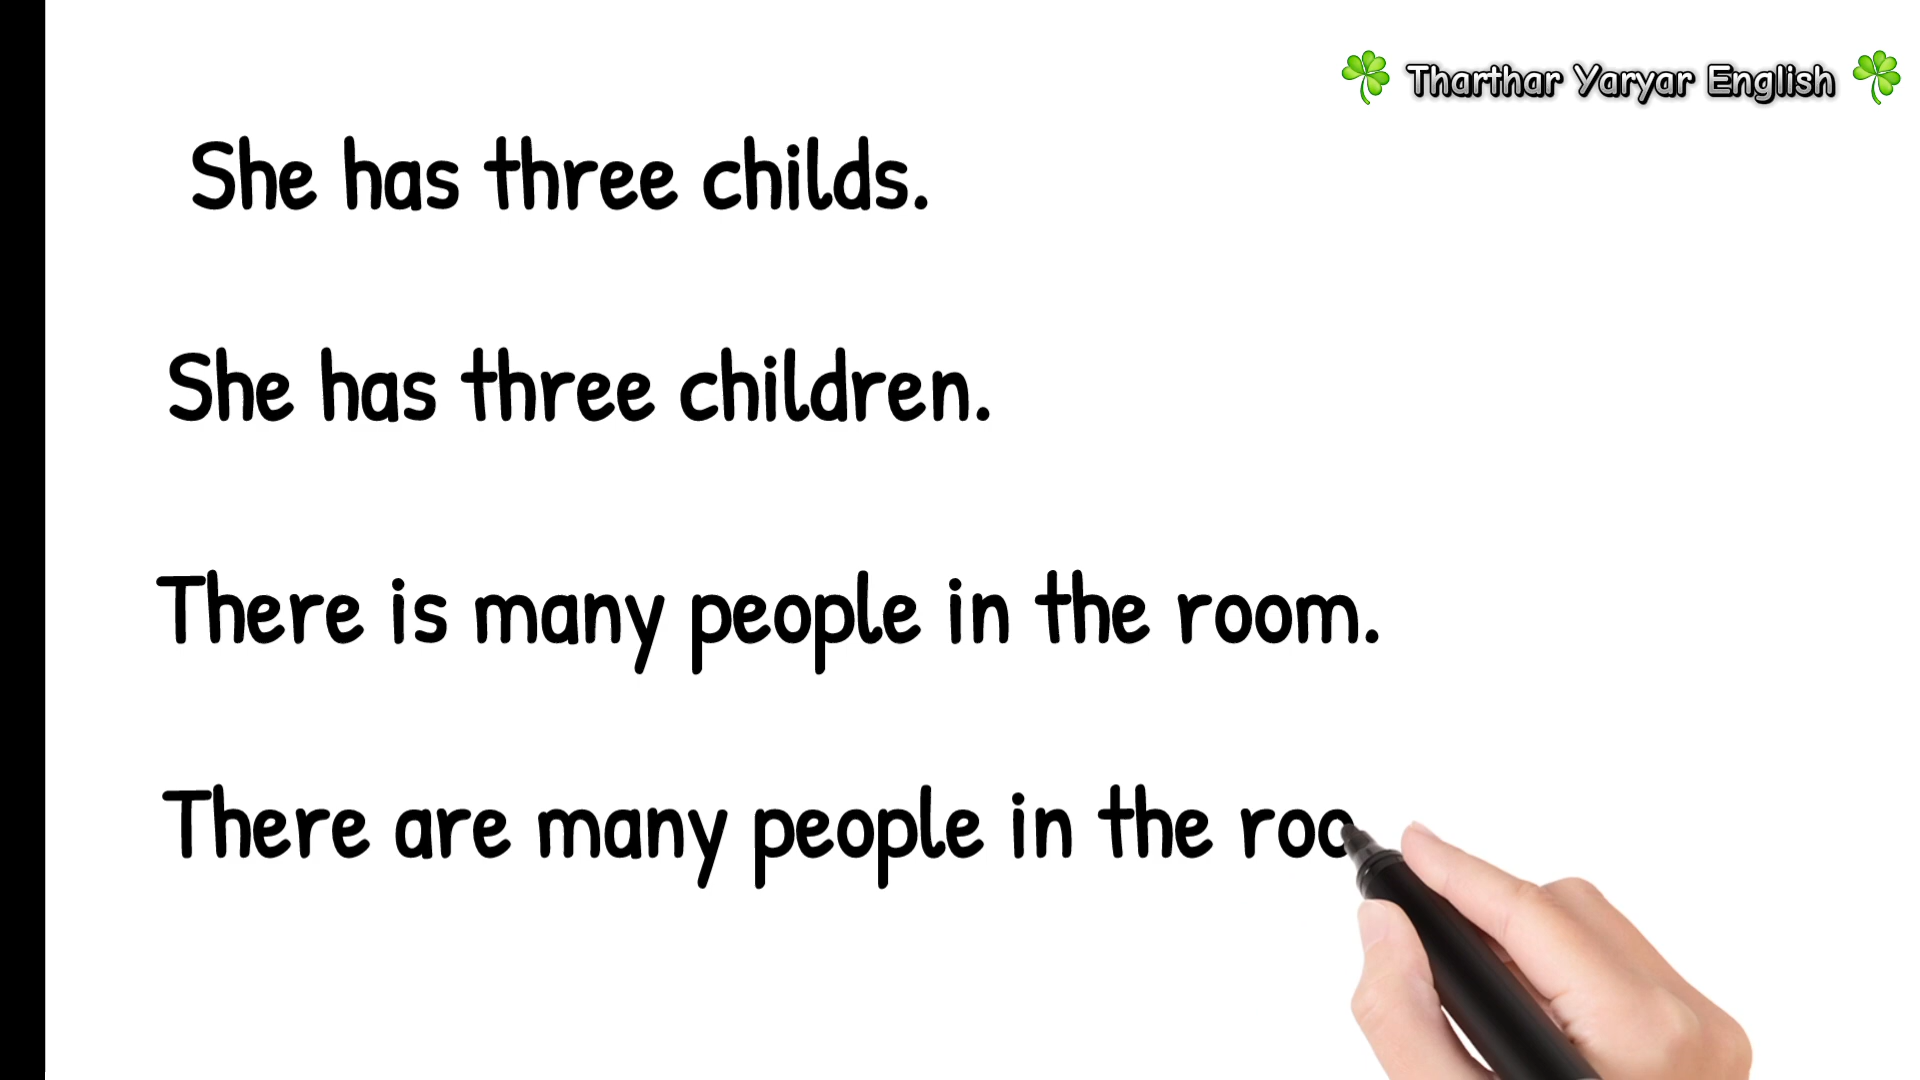 Tharthar Yaryar English
She has three childs.
She has three children.
There is many people in the room.
There are many people in the roo